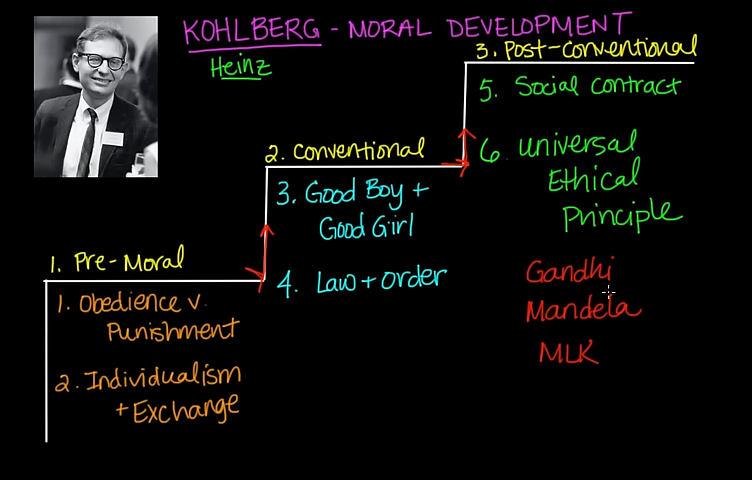 KOHLBERG - MORAL DEVELOPMENT
Heinz
3. Post-conventional
5. Social contract
6. universal
Ethical
Principle
Gandhi
Mandela
MLK
2. conventional
3. Good Boy +
Good Girl
4. Law + order
1. Pre-Moral
1. Obedience v.
Punishment
2. Individualism
+ Exchange